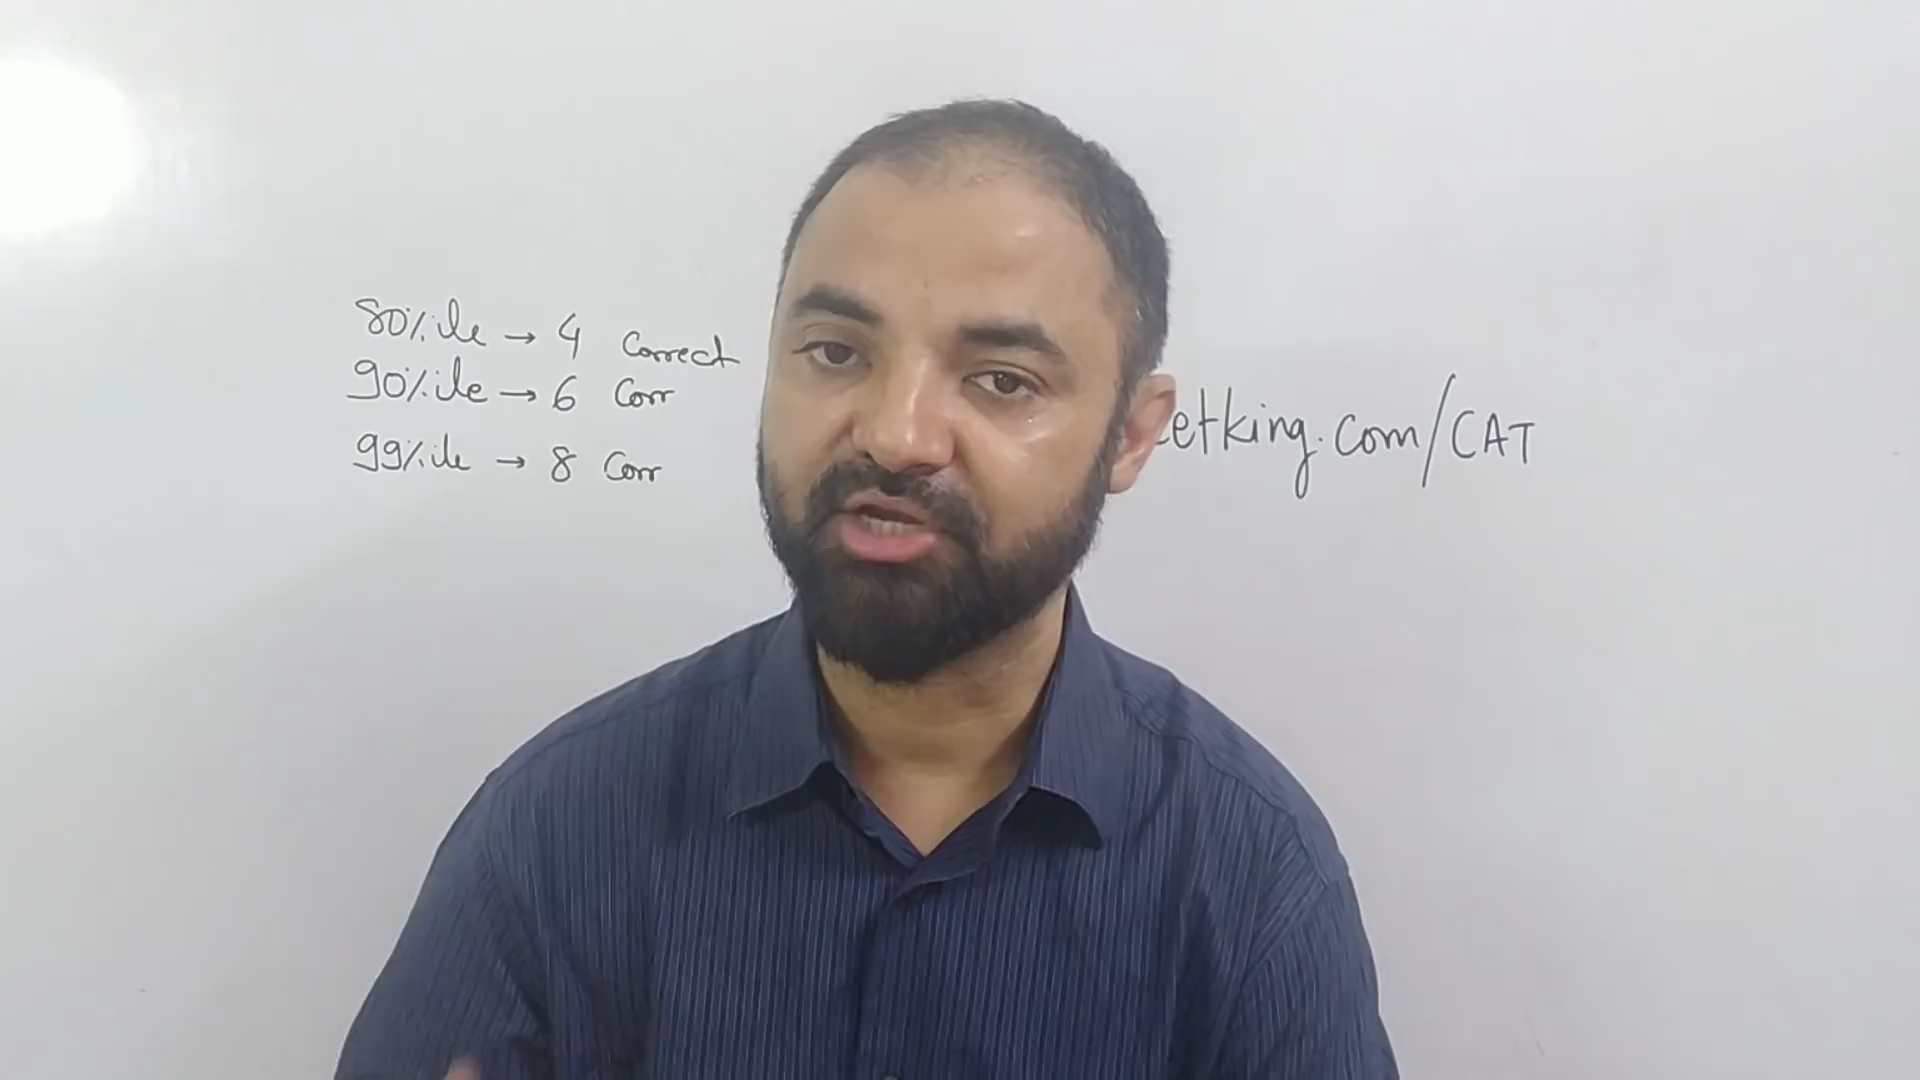 80%ile → 4 Correct
90%ile → 6 Corr
99%ile → 8 Corr
etking.com/CAT